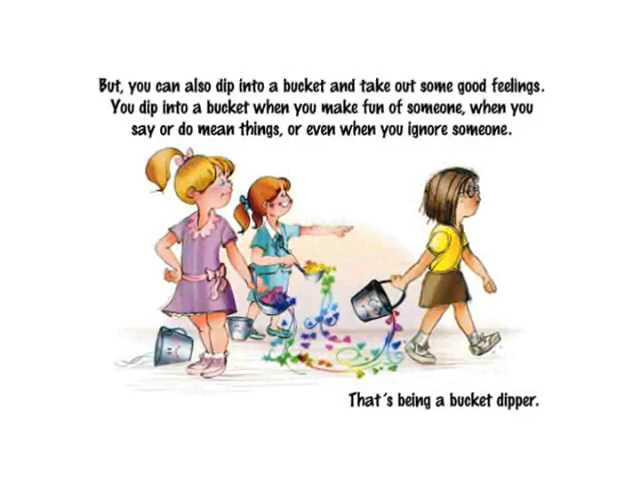 But, you can also dip into a bucket and take out some good feelings.
You dip into a bucket when you make fun of someone, when you
say or do mean things, or even when you ignore someone.
That´s being a bucket dipper.